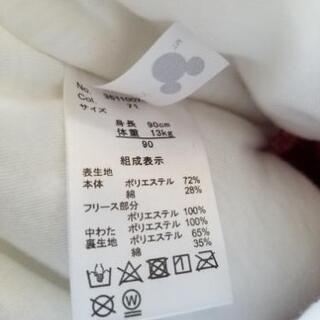 No.
Col. 3611007
サイズ 71
身長 90cm
体重 13kg
90
組成表示
表生地
本体 ポリエステル 72%
綿 28%
フリース部分
ポリエステル 100%
中わた ポリエステル 100%
裏生地 ポリエステル 65%
綿 35%
W